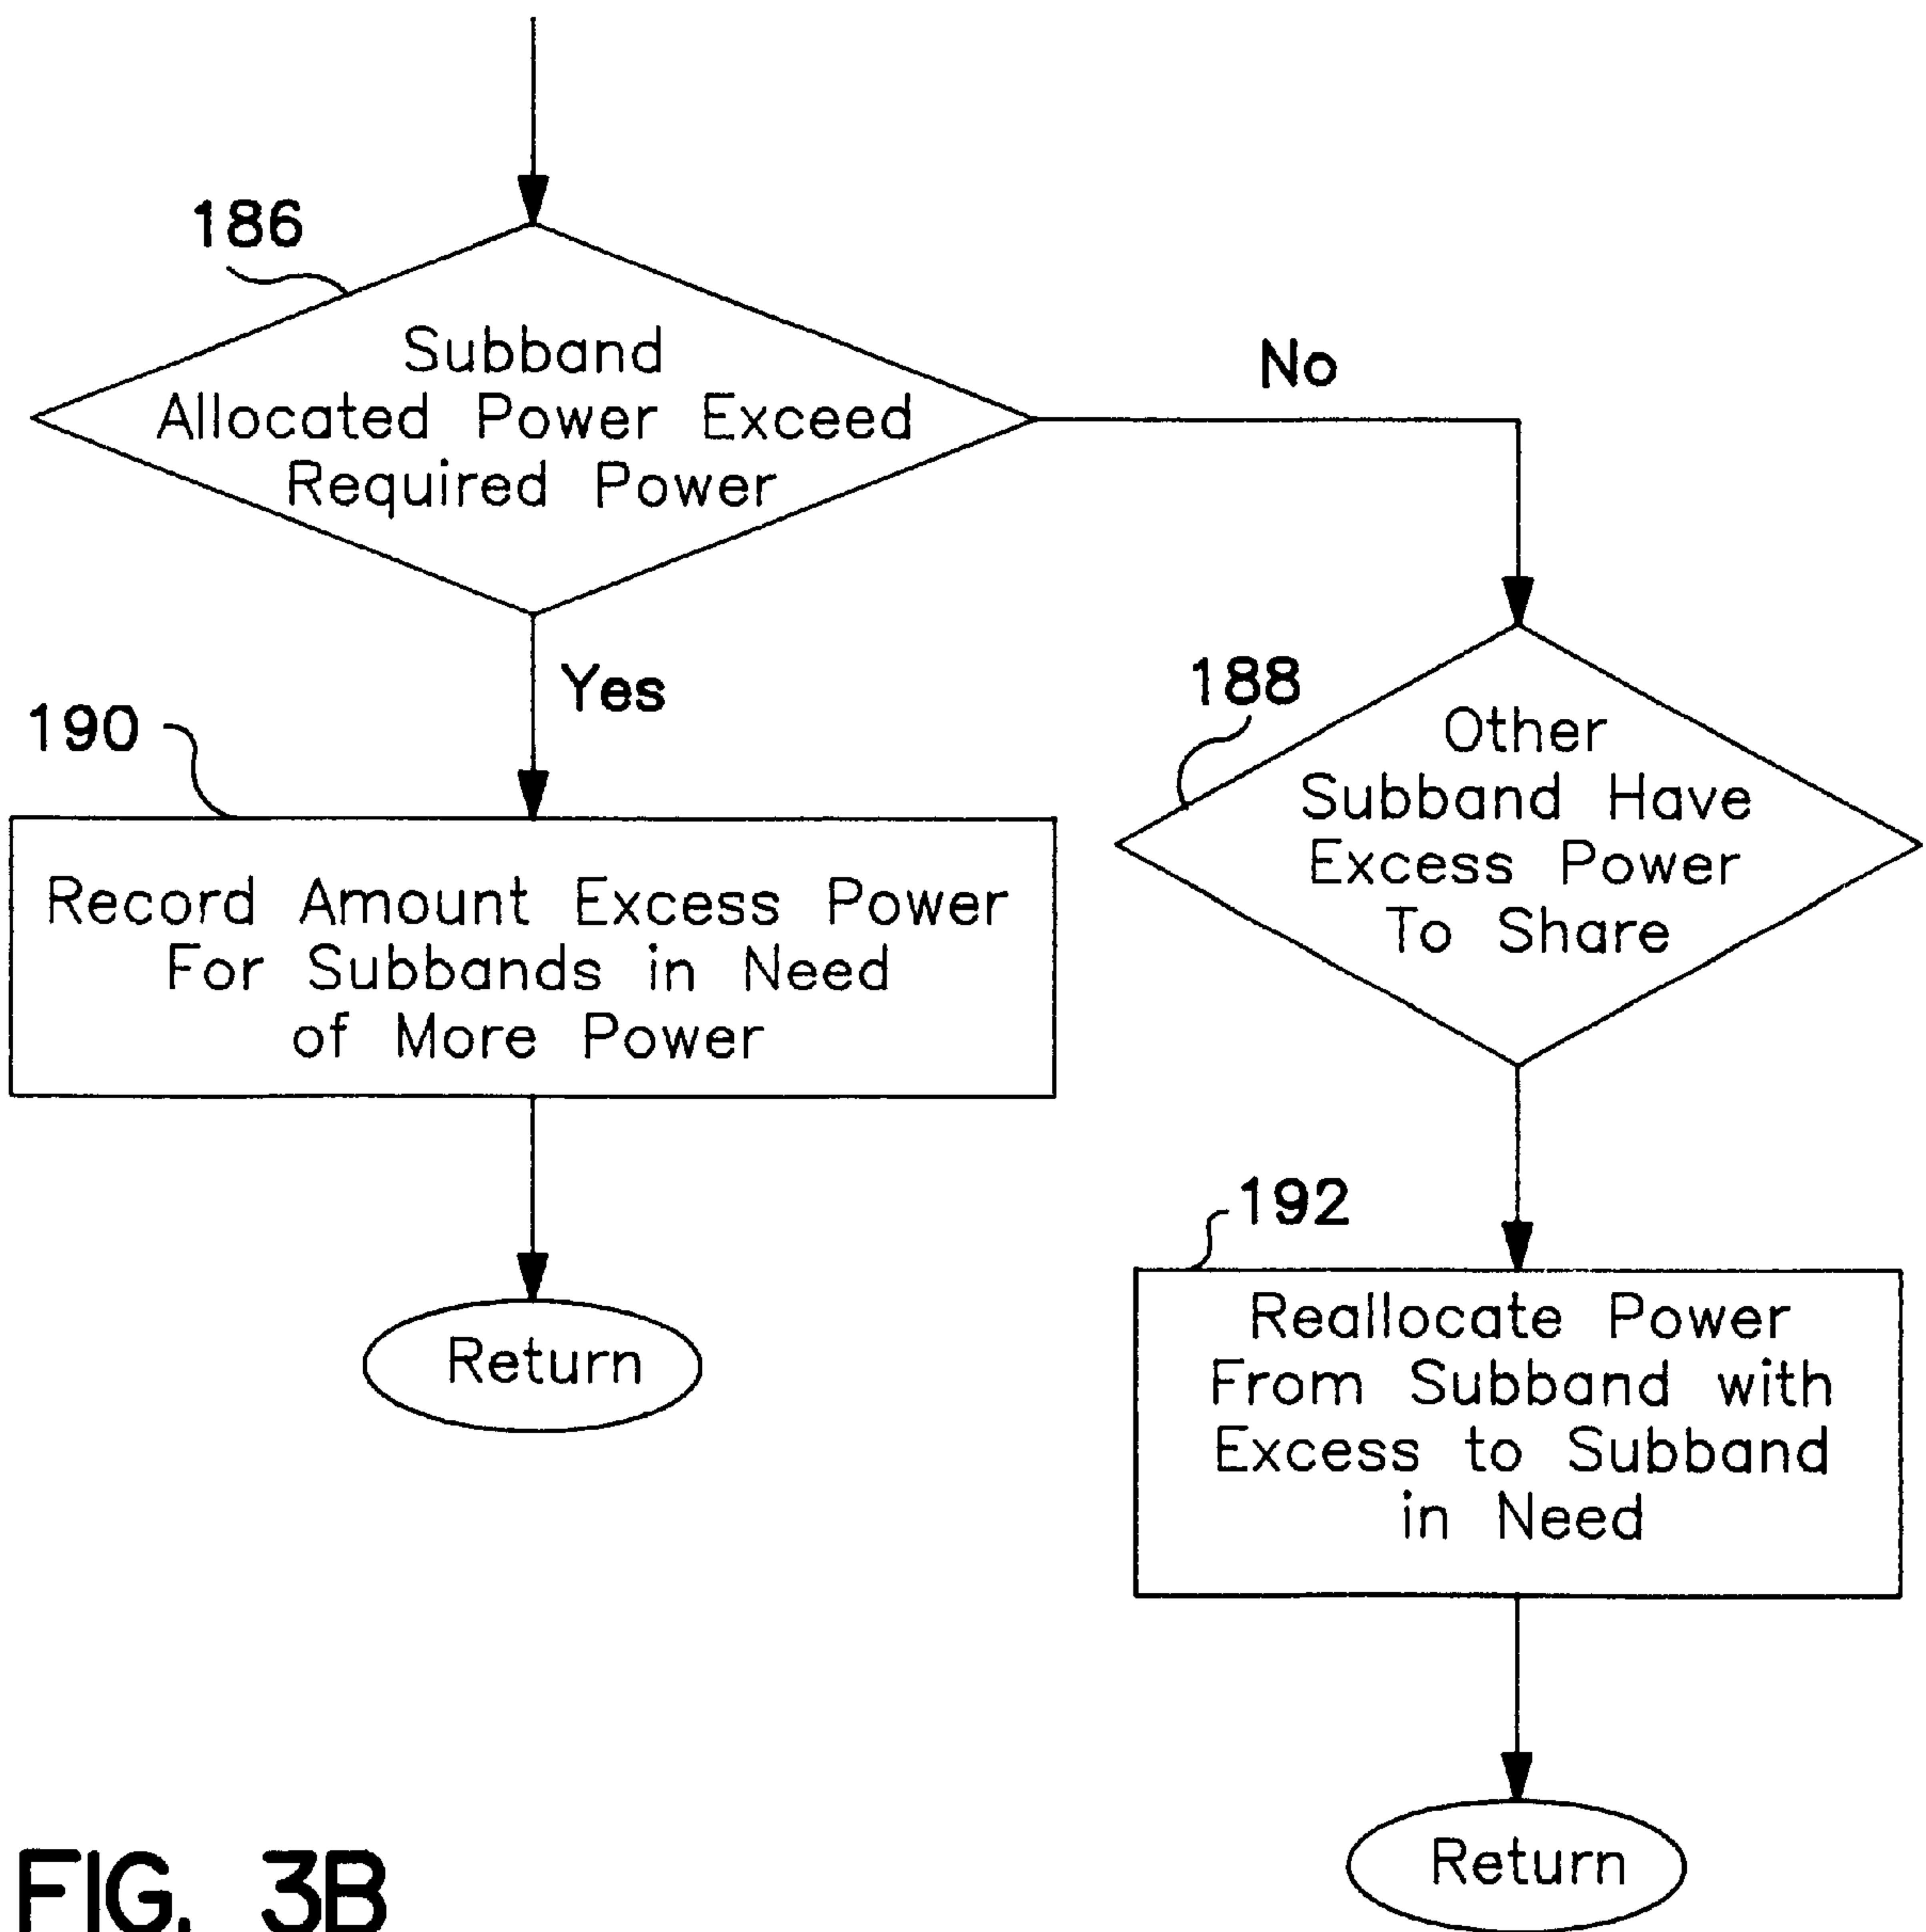 186
Subband
Allocated Power Exceed
Required Power
No
Yes
188
Other
Subband Have
Excess Power
To Share
190
Record Amount Excess Power
For Subbands in Need
of More Power
Return
192
Reallocate Power
From Subband with
Excess to Subband
in Need
Return
FIG. 3B